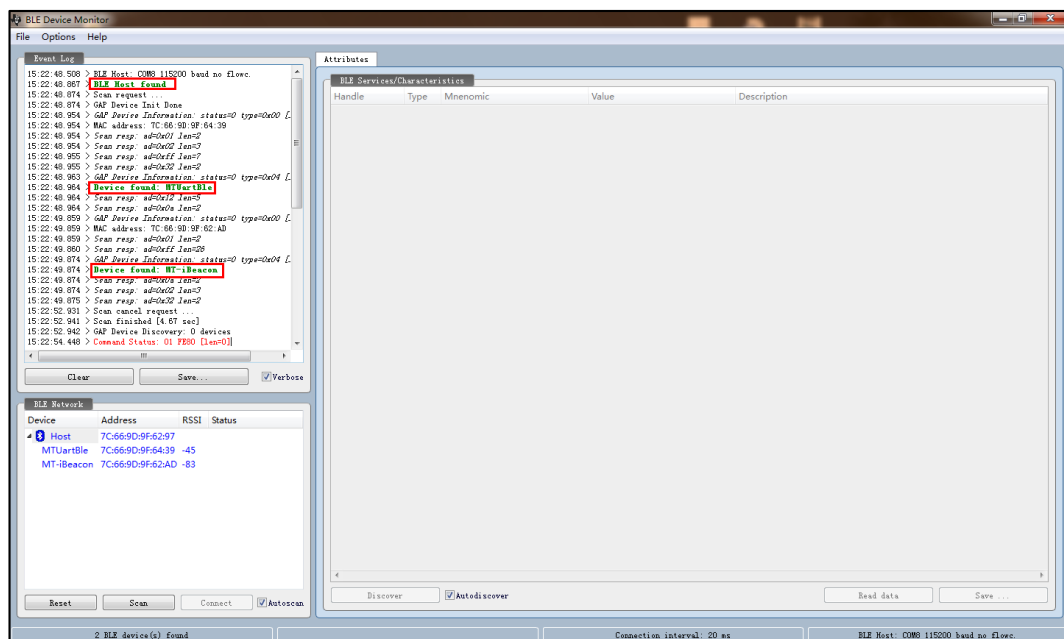 BLE Device Monitor
File Options Help
Event Log
15:22:48.508 > BLE Host: COM8 115200 baud no flowc.
15:22:48.867 > BLE Host found
15:22:48.874 > Scan request ...
15:22:48.874 > GAP Device Init Done
15:22:48.954 > GAP Device Information: status=0 type=0x00 [.
15:22:48.954 > MAC address: 7C:66:9D:9F:64:39
15:22:48.954 > Scan resp: ad=0x01 len=2
15:22:48.954 > Scan resp: ad=0x02 len=3
15:22:48.955 > Scan resp: ad=0xff len=7
15:22:48.955 > Scan resp: ad=0x32 len=2
15:22:48.963 > GAP Device Information: status=0 type=0x04 [.
15:22:48.964 > Device found: MTUartBle
15:22:48.964 > Scan resp: ad=0x12 len=5
15:22:48.964 > Scan resp: ad=0x0a len=2
15:22:49.859 > GAP Device Information: status=0 type=0x00 [.
15:22:49.859 > MAC address: 7C:66:9D:9F:62:AD
15:22:49.859 > Scan resp: ad=0x01 len=2
15:22:49.860 > Scan resp: ad=0xff len=26
15:22:49.874 > GAP Device Information: status=0 type=0x04 [.
15:22:49.874 > Device found: MT-iBeacon
15:22:49.874 > Scan resp: ad=0x0a len=2
15:22:49.874 > Scan resp: ad=0x02 len=3
15:22:49.875 > Scan resp: ad=0x32 len=2
15:22:52.931 > Scan cancel request ...
15:22:52.941 > Scan finished [4.67 sec]
15:22:52.942 > GAP Device Discovery: 0 devices
15:22:54.448 > Command Status: 01 FE80 [len=0]
Clear Save... Verbose
BLE Network
Device Address RSSI Status
Host 7C:66:9D:9F:62:97
MTUartBle 7C:66:9D:9F:64:39 -45
MT-iBeacon 7C:66:9D:9F:62:AD -83
Reset Scan Connect Autoscan
Attributes
BLE Services/Characteristics
Handle Type Mnenomic Value Description
Discover Autodiscover Read data Save ...
2 BLE device(s) found Connection interval: 20 ms BLE Host: COM8 115200 baud no flowc.